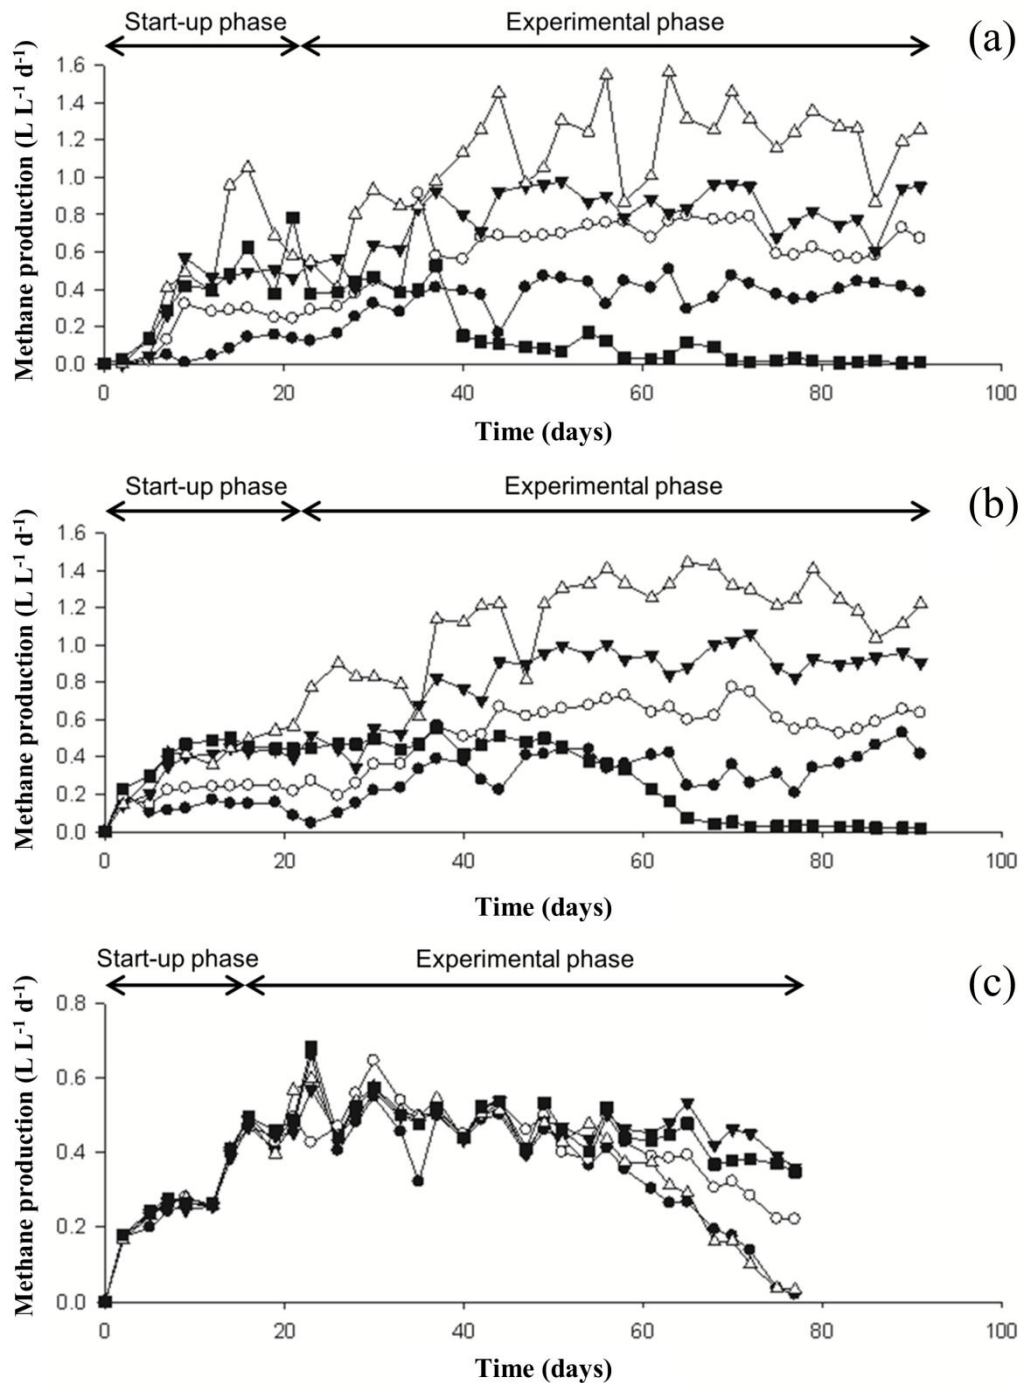 (a)
Start-up phase Experimental phase
Methane production (L L⁻¹ d⁻¹)
1.6
1.4
1.2
1.0
0.8
0.6
0.4
0.2
0.0
0 20 40 60 80 100
Time (days)
(b)
Start-up phase Experimental phase
Methane production (L L⁻¹ d⁻¹)
1.6
1.4
1.2
1.0
0.8
0.6
0.4
0.2
0.0
0 20 40 60 80 100
Time (days)
(c)
Start-up phase Experimental phase
Methane production (L L⁻¹ d⁻¹)
0.8
0.6
0.4
0.2
0.0
0 20 40 60 80 100
Time (days)